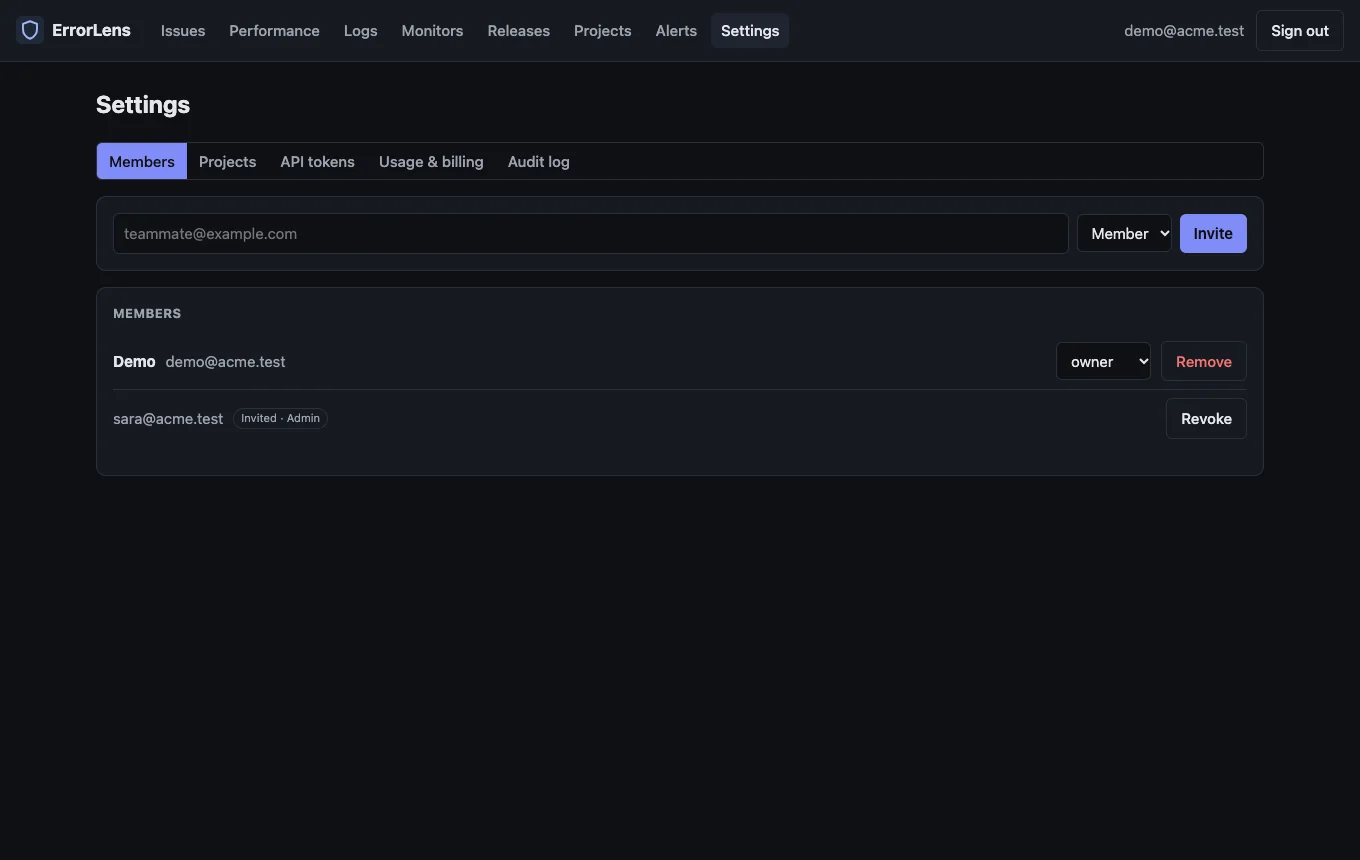 ErrorLens Issues Performance Logs Monitors Releases Projects Alerts Settings demo@acme.test Sign out
Settings
Members Projects API tokens Usage & billing Audit log
teammate@example.com Member Invite
MEMBERS
Demo demo@acme.test owner Remove
sara@acme.test Invited · Admin Revoke